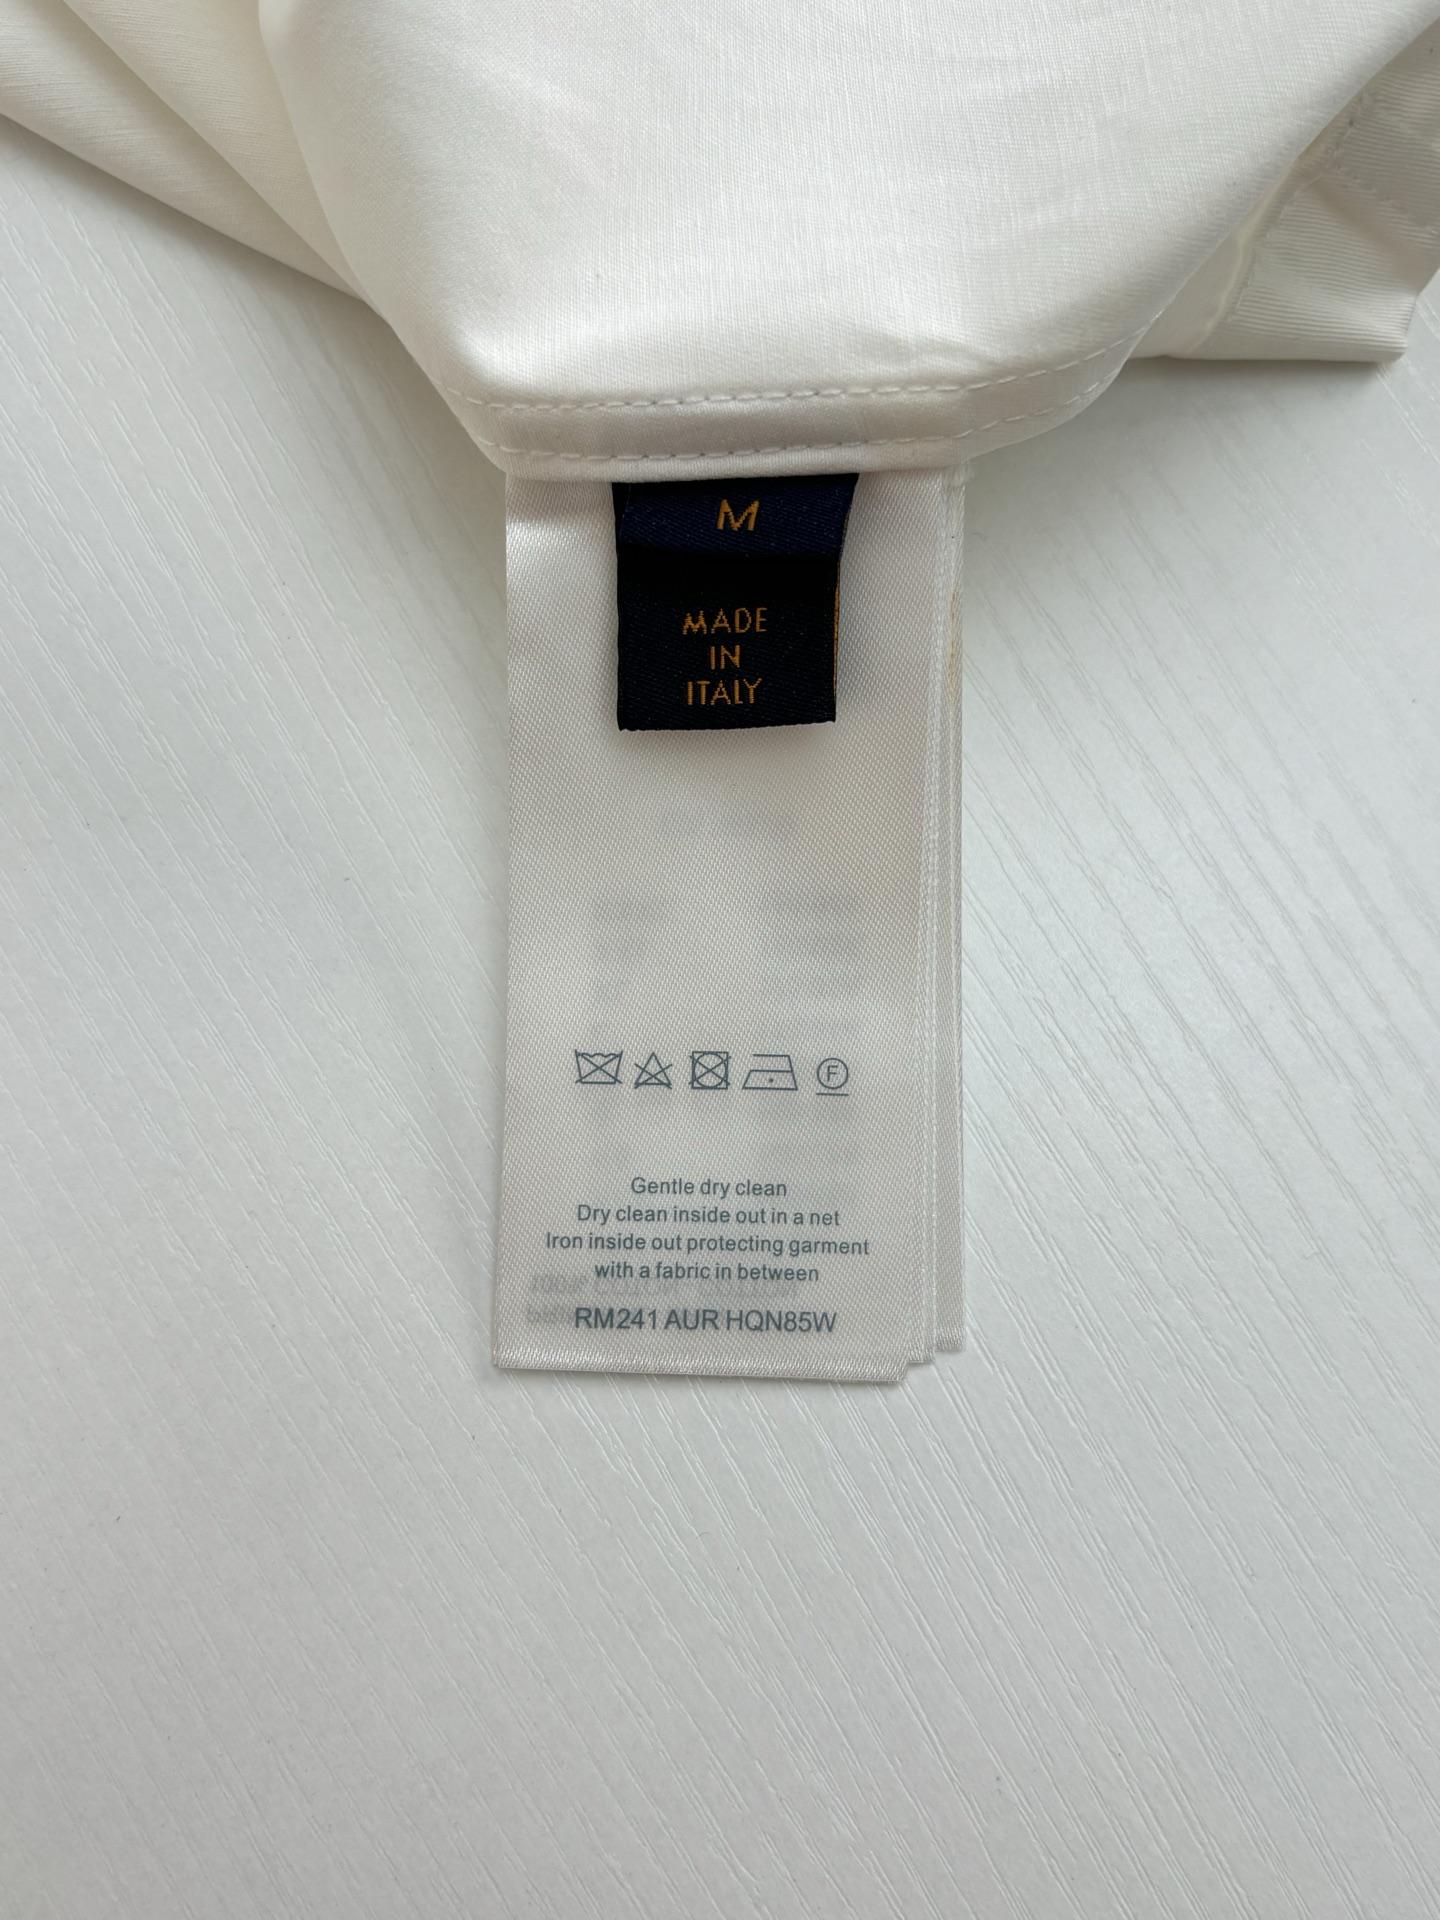 M
MADE
IN
ITALY
F
Gentle dry clean
Dry clean inside out in a net
Iron inside out protecting garment
with a fabric in between
RM241 AUR HQN85W